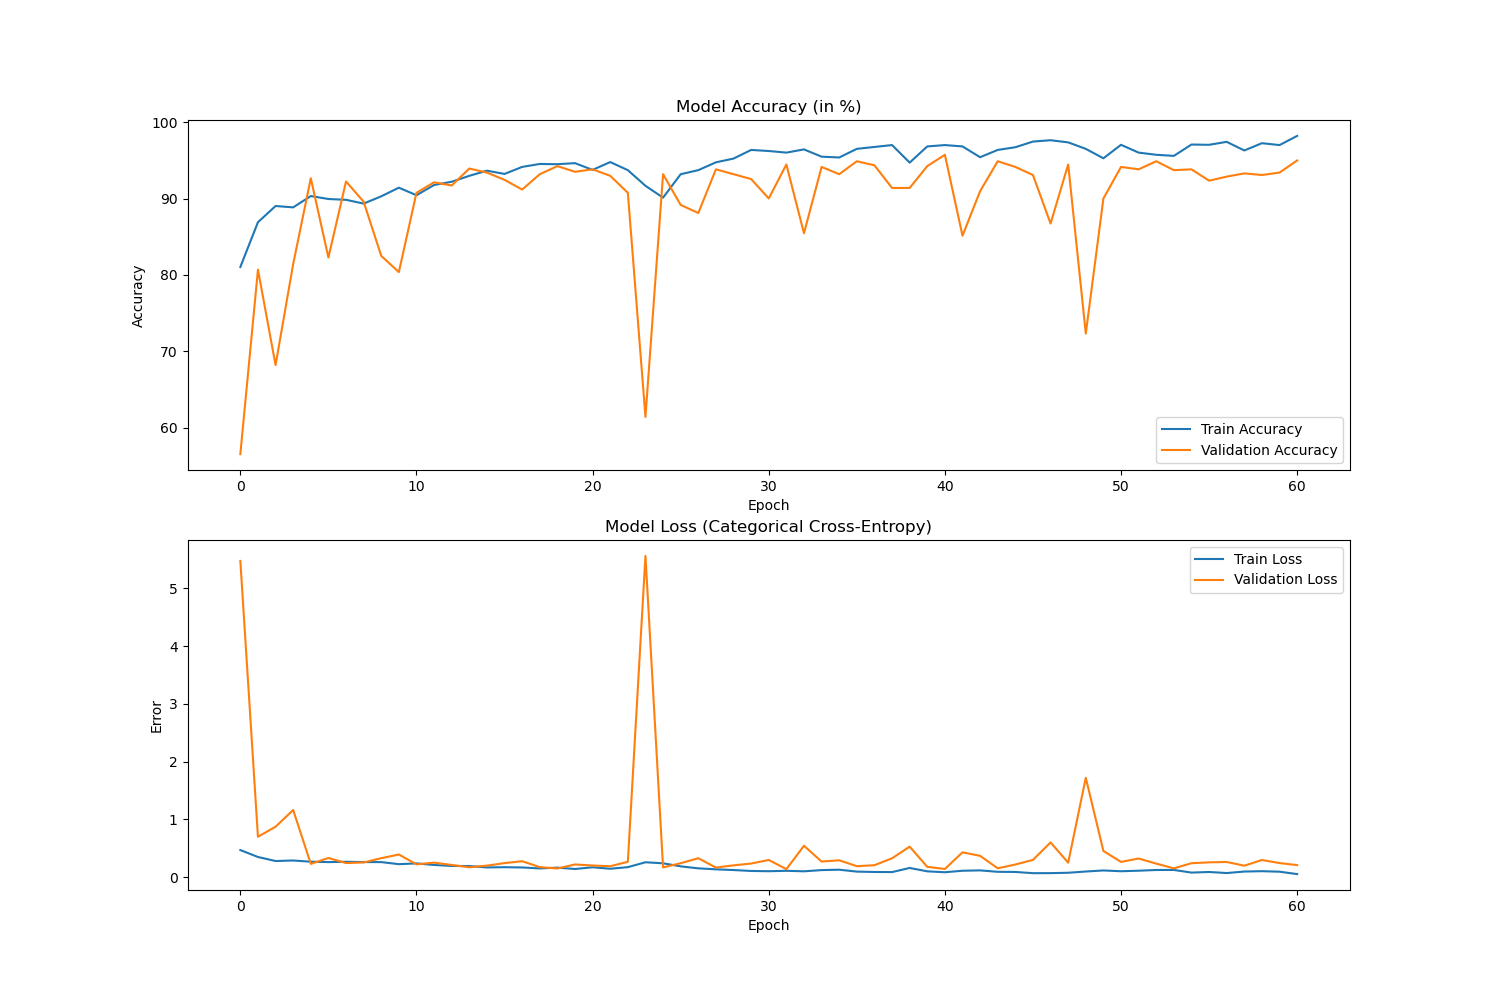 Model Accuracy (in %)
Accuracy
100
90
80
70
60
Train Accuracy
Validation Accuracy
0 10 20 30 40 50 60
Epoch
Model Loss (Categorical Cross-Entropy)
Error
Train Loss
Validation Loss
5
4
3
2
1
0
0 10 20 30 40 50 60
Epoch